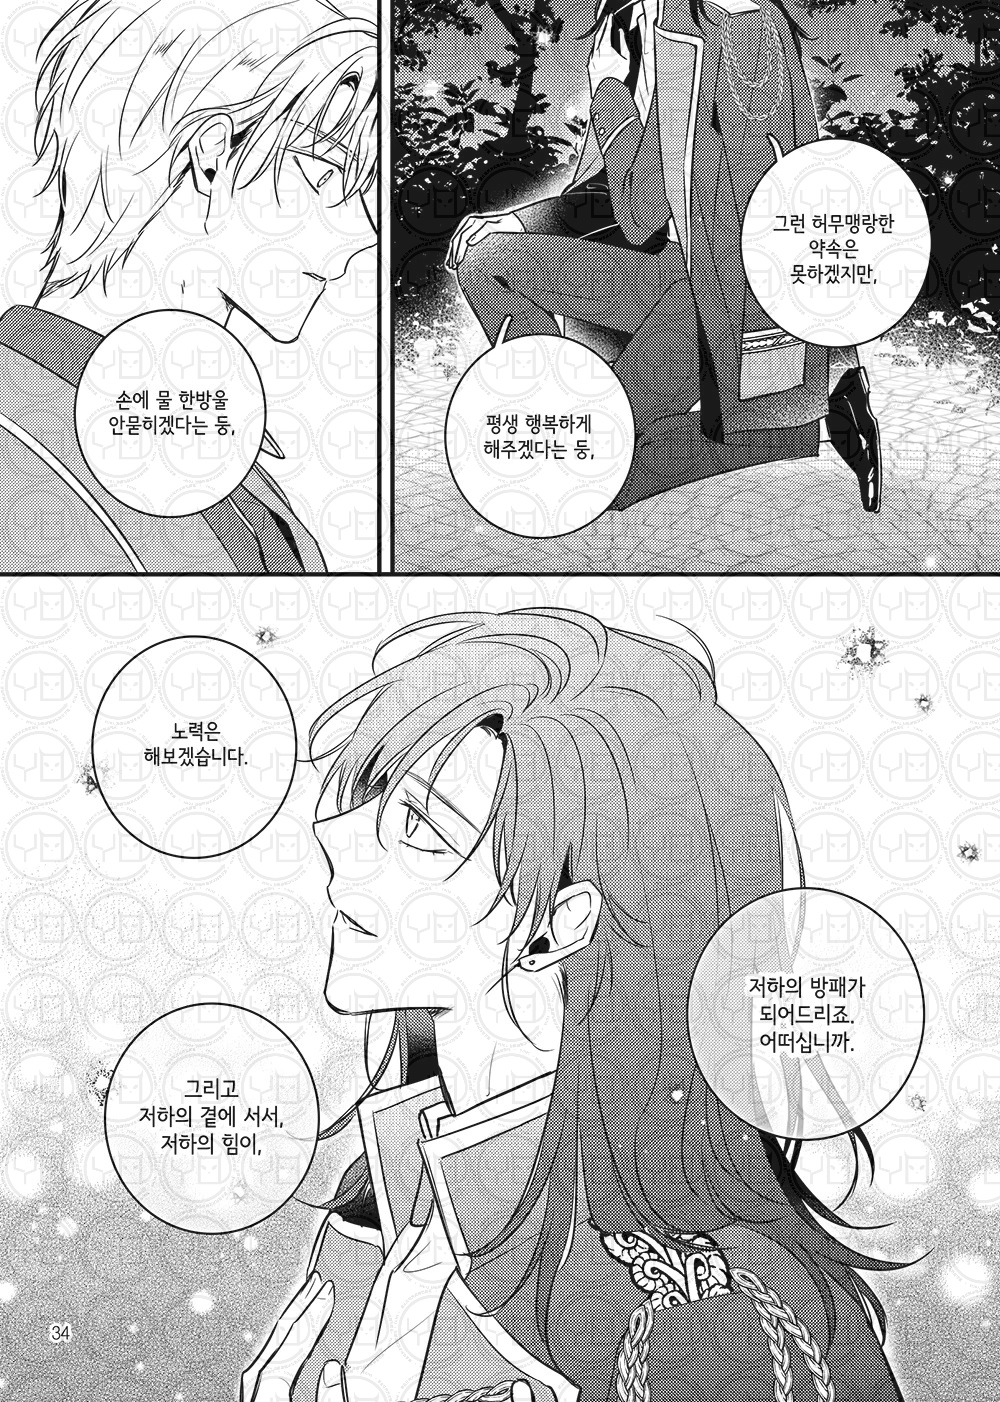 손에 물 한방울
안묻히겠다는 둥,
평생 행복하게
해주겠다는 둥,
그런 허무맹랑한
약속은
못하겠지만,
노력은
해보겠습니다.
그리고
저하의 곁에 서서,
저하의 힘이,
저하의 방패가
되어드리죠.
어떠십니까.
34